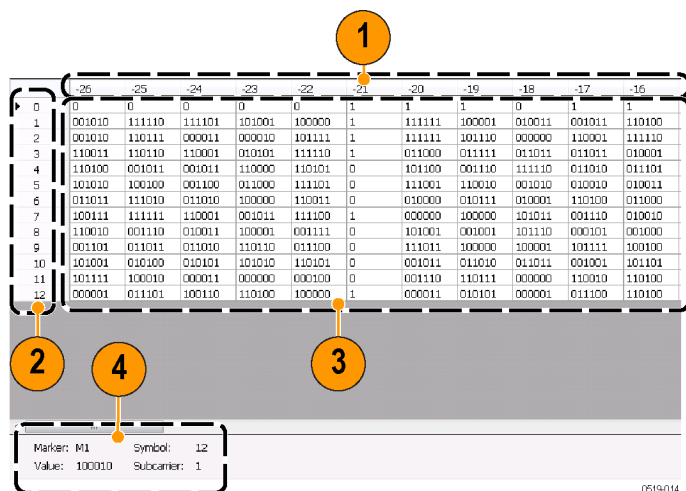 1
-26 -25 -24 -23 -22 -21 -20 -19 -18 -17 -16
0 0 0 0 0 0 1 1 1 0 1 1
1 001010 111110 111101 101001 100000 1 111111 100001 010011 001011 110100
2 001010 110111 000011 000010 101111 1 111111 101110 000000 110001 111110
3 110011 110110 110001 010101 111110 1 011000 011111 011011 011011 010001
4 110100 001011 001011 110000 110101 0 101100 001110 111110 011010 011101
5 101010 100100 001100 011000 111101 0 111001 110010 001010 010010 010011
6 011011 111010 011010 100000 110011 0 010000 010111 010001 110100 011000
7 100111 111111 110001 001011 111100 1 000000 100000 101011 001110 010010
8 110010 001110 010011 100001 001111 0 101001 001001 101110 000101 001000
9 001101 011011 011010 110110 011100 0 111011 100000 100001 101111 100100
10 101001 010100 010101 101010 110101 0 001011 011010 011011 001001 101101
11 101111 100010 000011 000000 000100 0 001110 110111 000000 110010 110100
12 000001 011101 100110 110100 100000 1 000011 010101 000001 011100 110100
2 4 3
Marker: M1 Symbol: 12
Value: 100010 Subcarrier: 1
0519-014